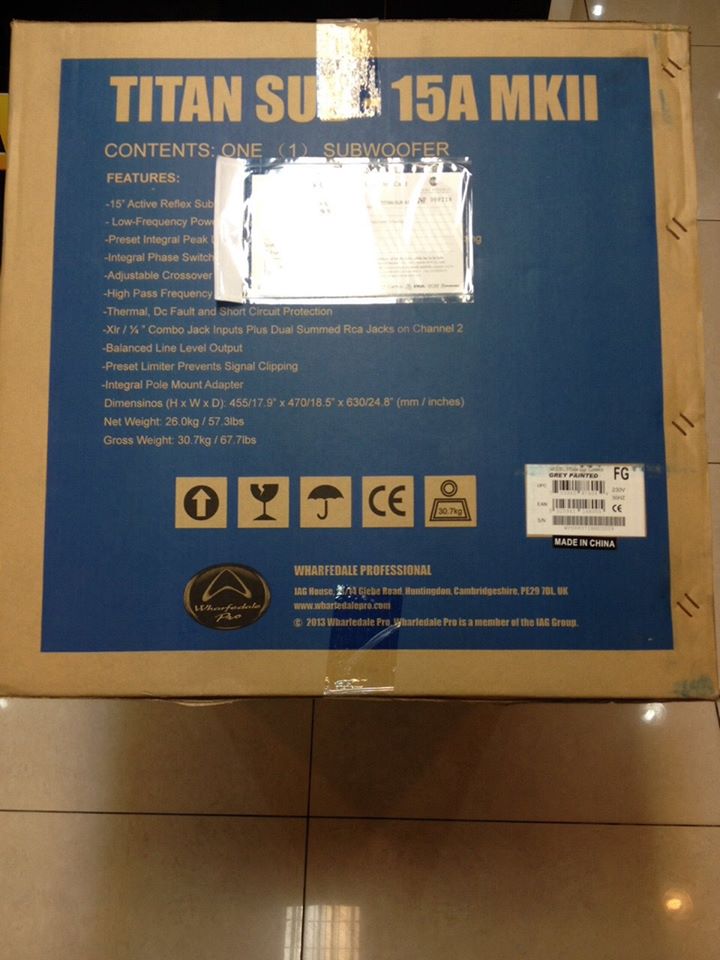 TITAN SU 15A MKII
CONTENTS: ONE (1) SUBWOOFER
FEATURES:
-15" Active Reflex Sub
- Low-Frequency Powe
-Preset Integral Peak
-Integral Phase Switch
-Adjustable Crossover
-High Pass Frequency
-Thermal, Dc Fault and Short Circuit Protection
-Xlr / ¼ " Combo Jack Inputs Plus Dual Summed Rca Jacks on Channel 2
-Balanced Line Level Output
-Preset Limiter Prevents Signal Clipping
-Integral Pole Mount Adapter
Dimensinos (H x W x D): 455/17.9" x 470/18.5" x 630/24.8" (mm / inches)
Net Weight: 26.0kg / 57.3lbs
Gross Weight: 30.7kg / 67.7lbs
CE
30.7kg
GREY PAINTED
FG
UPC
230V
50HZ
EAN
CE
S/N
MADE IN CHINA
Wharfedale
Pro
WHARFEDALE PROFESSIONAL
IAG House, Glebe Road, Huntingdon, Cambridgeshire, PE29 7DL, UK
www.wharfedalepro.com
© 2013 Wharfedale Pro, Wharfedale Pro is a member of the IAG Group.